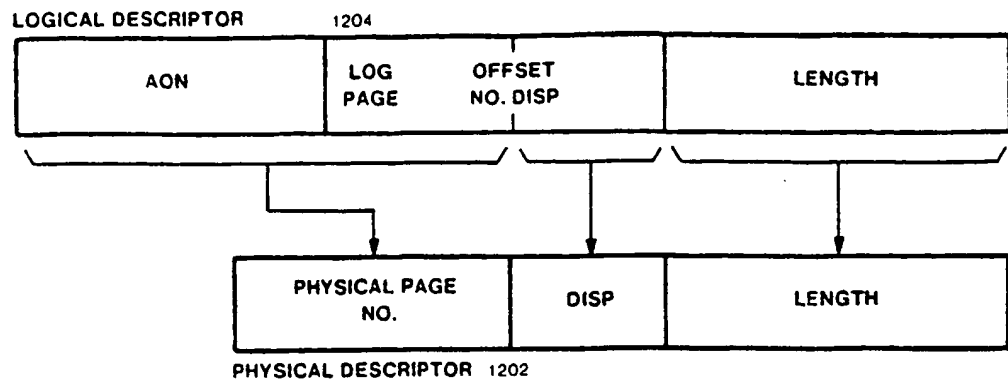 LOGICAL DESCRIPTOR 1204
AON
LOG
PAGE
OFFSET
NO. DISP
LENGTH
PHYSICAL PAGE
NO.
DISP
LENGTH
PHYSICAL DESCRIPTOR 1202